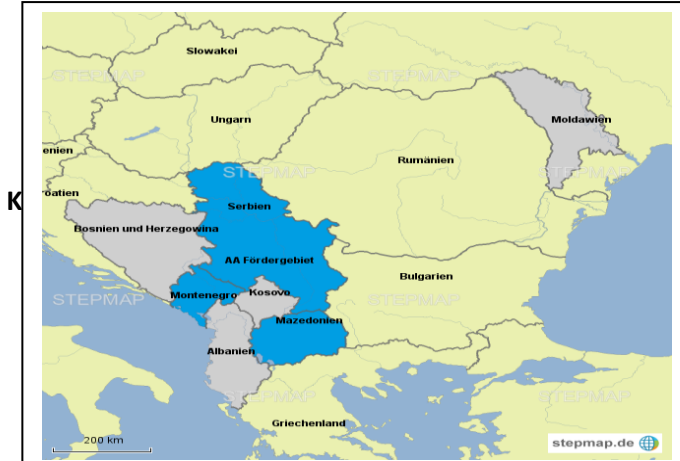 Slowakei
STEPMAP STEPMAP
Ungarn
Moldawien
enien
Rumänien
STEPMAP STEPMAP
roatien
K
Serbien
Bosnien und Herzegowina
AA Fördergebiet
Bulgarien
Kosovo
Montenegro
STEPMAP STEPMAP
Mazedonien
Albanien
STEPMAP STEPMAP
Griechenland
200 km
stepmap.de